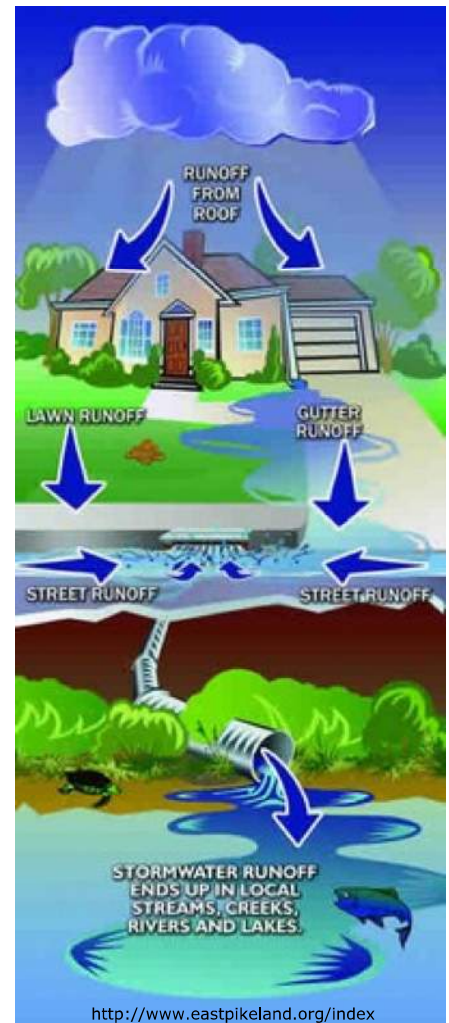 RUNOFF
FROM
ROOF
LAWN RUNOFF
GUTTER
RUNOFF
STREET RUNOFF
STREET RUNOFF
STORMWATER RUNOFF
ENDS UP IN LOCAL
STREAMS, CREEKS,
RIVERS AND LAKES.
http://www.eastpikeland.org/index